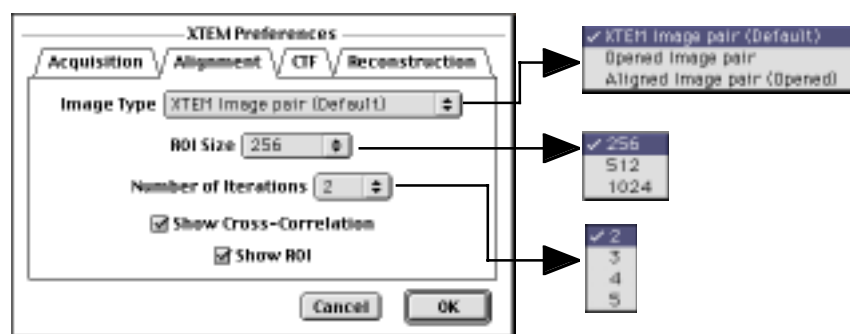 XTEM Preferences
Acquisition Alignment CTF Reconstruction
Image Type XTEM Image pair (Default)
ROI Size 256
Number of Iterations 2
Show Cross-Correlation
Show ROI
Cancel OK
XTEM Image pair (Default)
Opened Image pair
Aligned Image pair (Opened)
256
512
1024
2
3
4
5